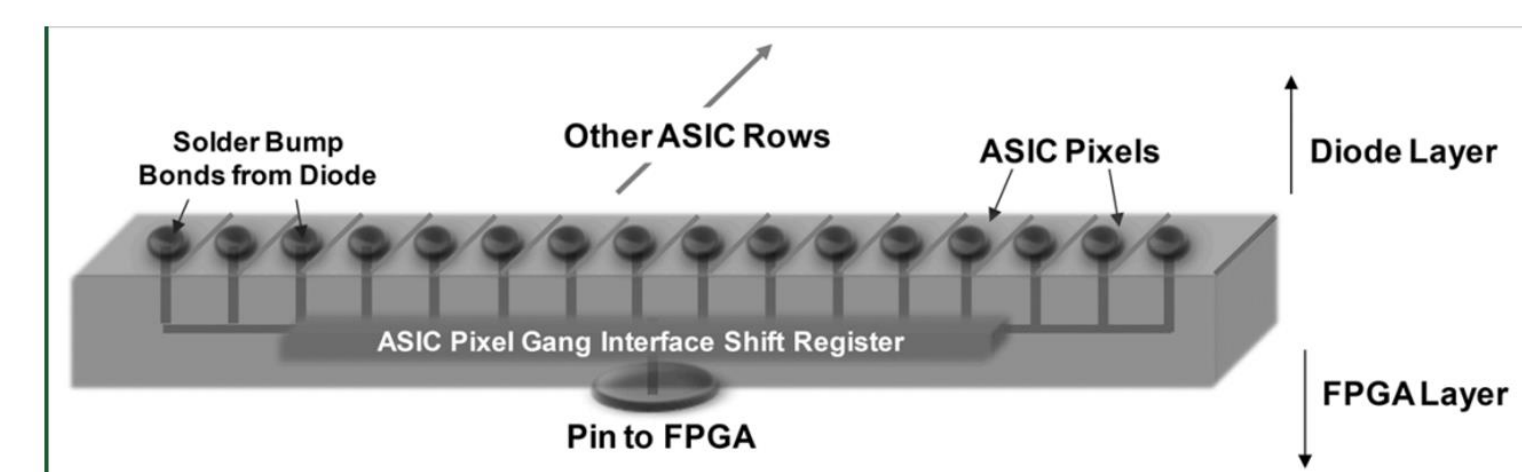 Solder Bump
Bonds from Diode
Other ASIC Rows
ASIC Pixels
Diode Layer
ASIC Pixel Gang Interface Shift Register
FPGA Layer
Pin to FPGA